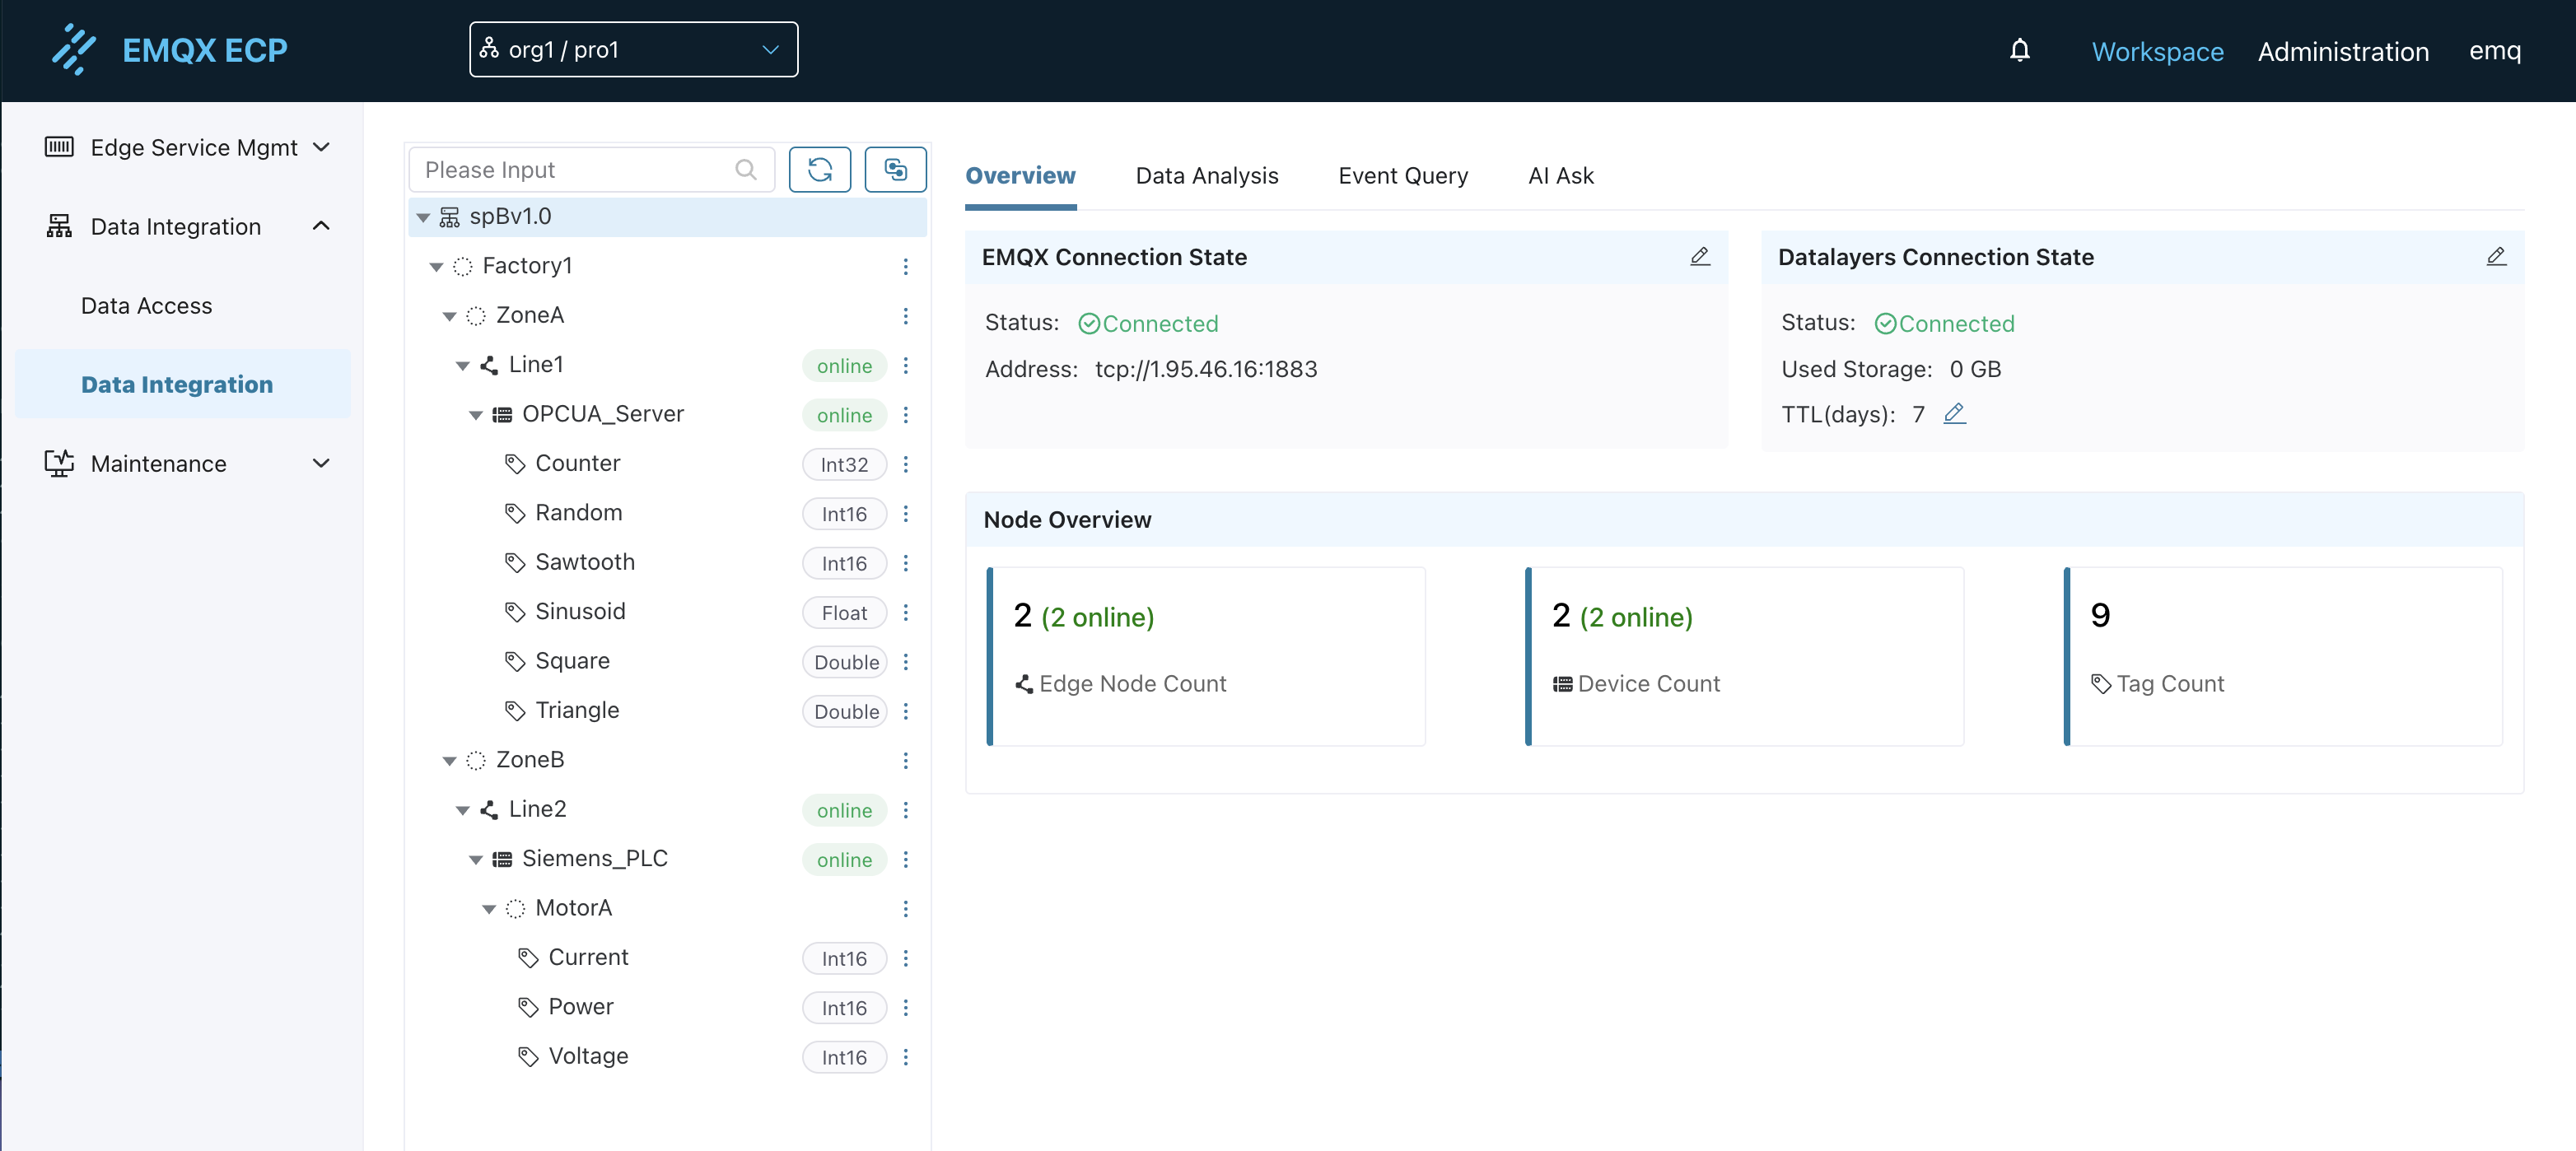 EMQX ECP
org1 / pro1
Workspace
Administration
emq
Edge Service Mgmt
Data Integration
Data Access
Data Integration
Maintenance
Please Input
spBv1.0
Factory1
ZoneA
Line1 online
OPCUA_Server online
Counter Int32
Random Int16
Sawtooth Int16
Sinusoid Float
Square Double
Triangle Double
ZoneB
Line2 online
Siemens_PLC online
MotorA
Current Int16
Power Int16
Voltage Int16
Overview Data Analysis Event Query AI Ask
EMQX Connection State
Status: Connected
Address: tcp://1.95.46.16:1883
Datalayers Connection State
Status: Connected
Used Storage: 0 GB
TTL(days): 7
Node Overview
2 (2 online)
Edge Node Count
2 (2 online)
Device Count
9
Tag Count